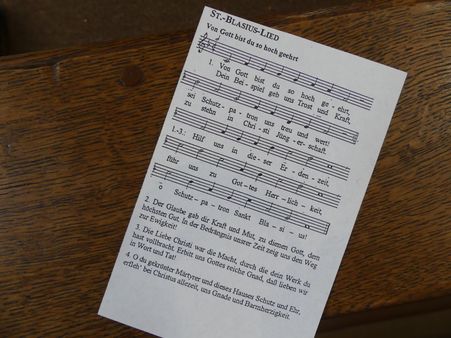 ST.-BLASIUS-LIED
Von Gott bist du so hoch geehrt
1. Von Gott bist du so hoch ge - ehrt,
Dein Bei - spiel geb uns Trost und Kraft,
sei Schutz - pa - tron uns treu und wert!
zu stehn in Chri - sti Jüng - er - schaft.
1.-3.: Hilf uns in die - ser Er - den - zeit,
führ uns zu Got - tes Herr - lich - keit,
o Schutz - pa - tron Sankt Bla - si - us!
2. Der Glaube gab dir Kraft und Mut, zu dienen Gott, dem
höchsten Gut. In der Bedrängnis unsrer Zeit zeig uns den Weg
zur Ewigkeit!
3. Die Liebe Christi war die Macht, durch die dein Werk du
hast vollbracht. Erbitt uns Gottes reiche Gnad, daß lieben wir
in Wort und Tat!
4. O du gekrönter Märtyrer und dieses Hauses Schutz und Ehr,
erfleh' bei Christus allezeit, uns Gnade und Barmherzigkeit.